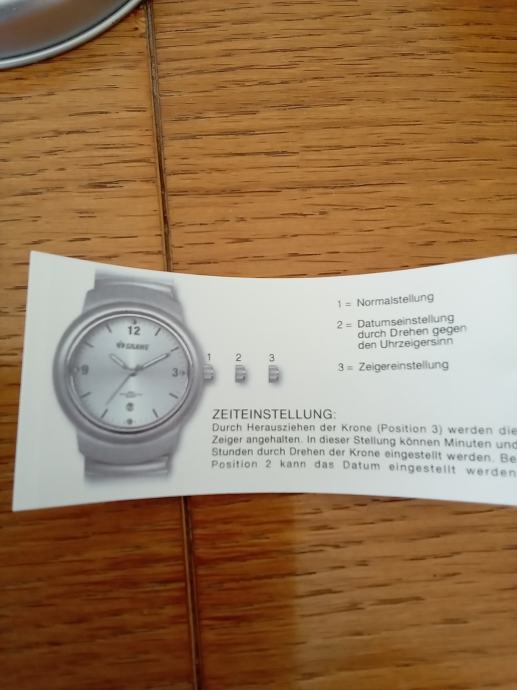 12
9
3
1
2
3
1 = Normalstellung
2 = Datumseinstellung
durch Drehen gegen
den Uhrzeigersinn
3 = Zeigereinstellung
ZEITEINSTELLUNG:
Durch Herausziehen der Krone (Position 3) werden die
Zeiger angehalten. In dieser Stellung können Minuten und
Stunden durch Drehen der Krone eingestellt werden. Be
Position 2 kann das Datum eingestellt werden